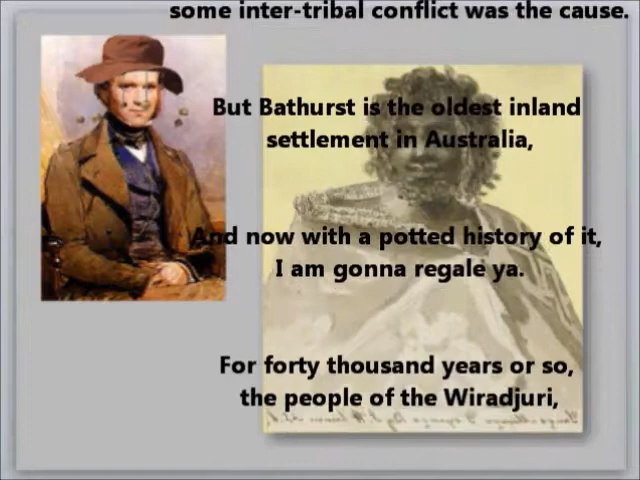 some inter-tribal conflict was the cause.
But Bathurst is the oldest inland
settlement in Australia,
And now with a potted history of it,
I am gonna regale ya.
For forty thousand years or so,
the people of the Wiradjuri,